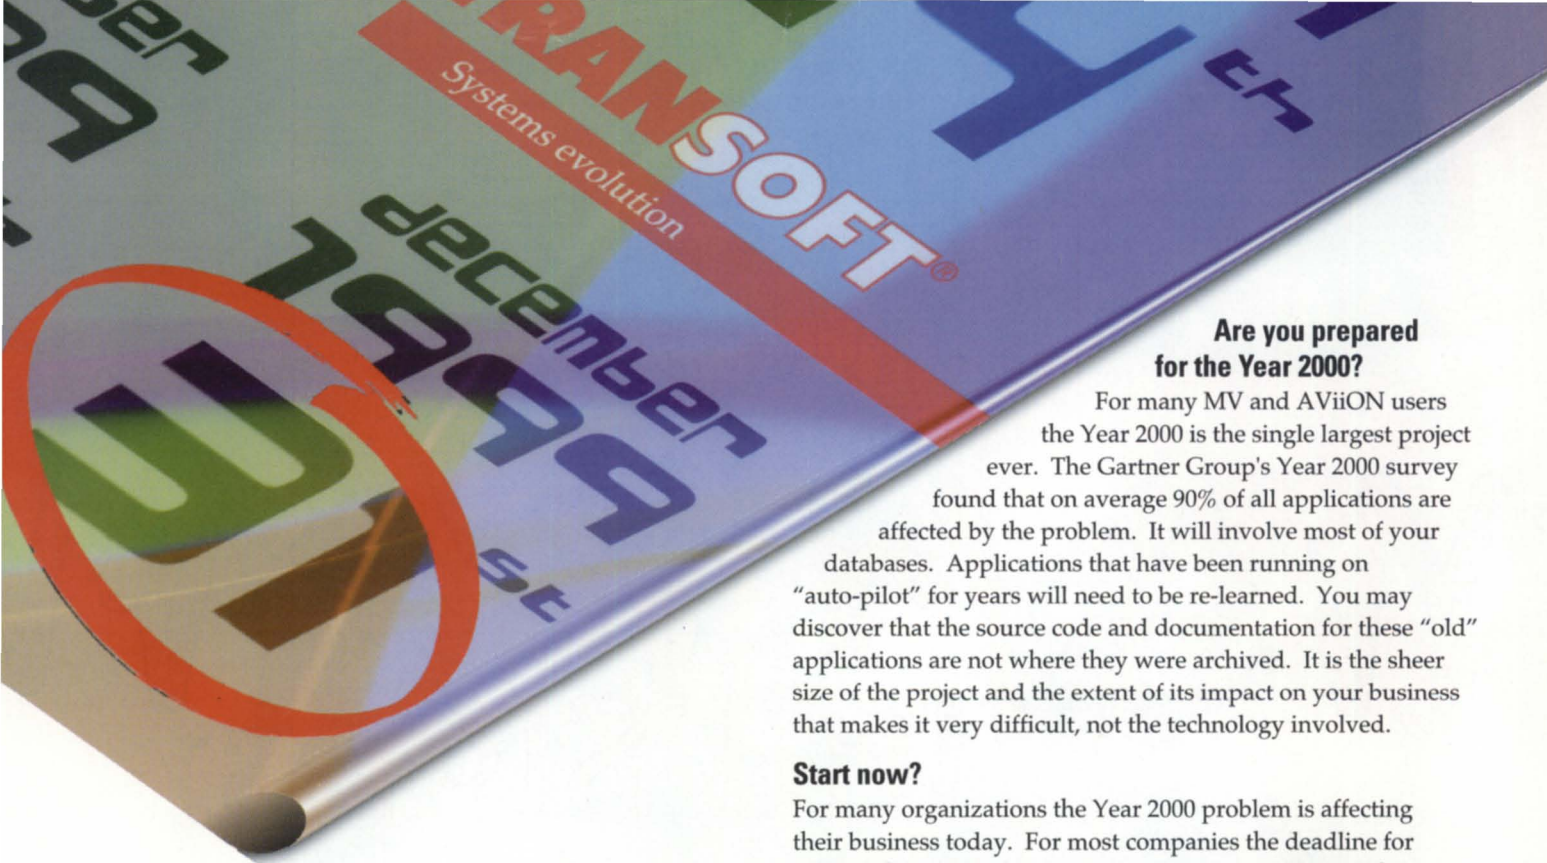 TRANSOFT®
Systems evolution
december
1999
31
st
th
Are you prepared
for the Year 2000?
For many MV and AViiON users
the Year 2000 is the single largest project
ever. The Gartner Group's Year 2000 survey
found that on average 90% of all applications are
affected by the problem. It will involve most of your
databases. Applications that have been running on
“auto-pilot” for years will need to be re-learned. You may
discover that the source code and documentation for these “old”
applications are not where they were archived. It is the sheer
size of the project and the extent of its impact on your business
that makes it very difficult, not the technology involved.
Start now?
For many organizations the Year 2000 problem is affecting
their business today. For most companies the deadline for